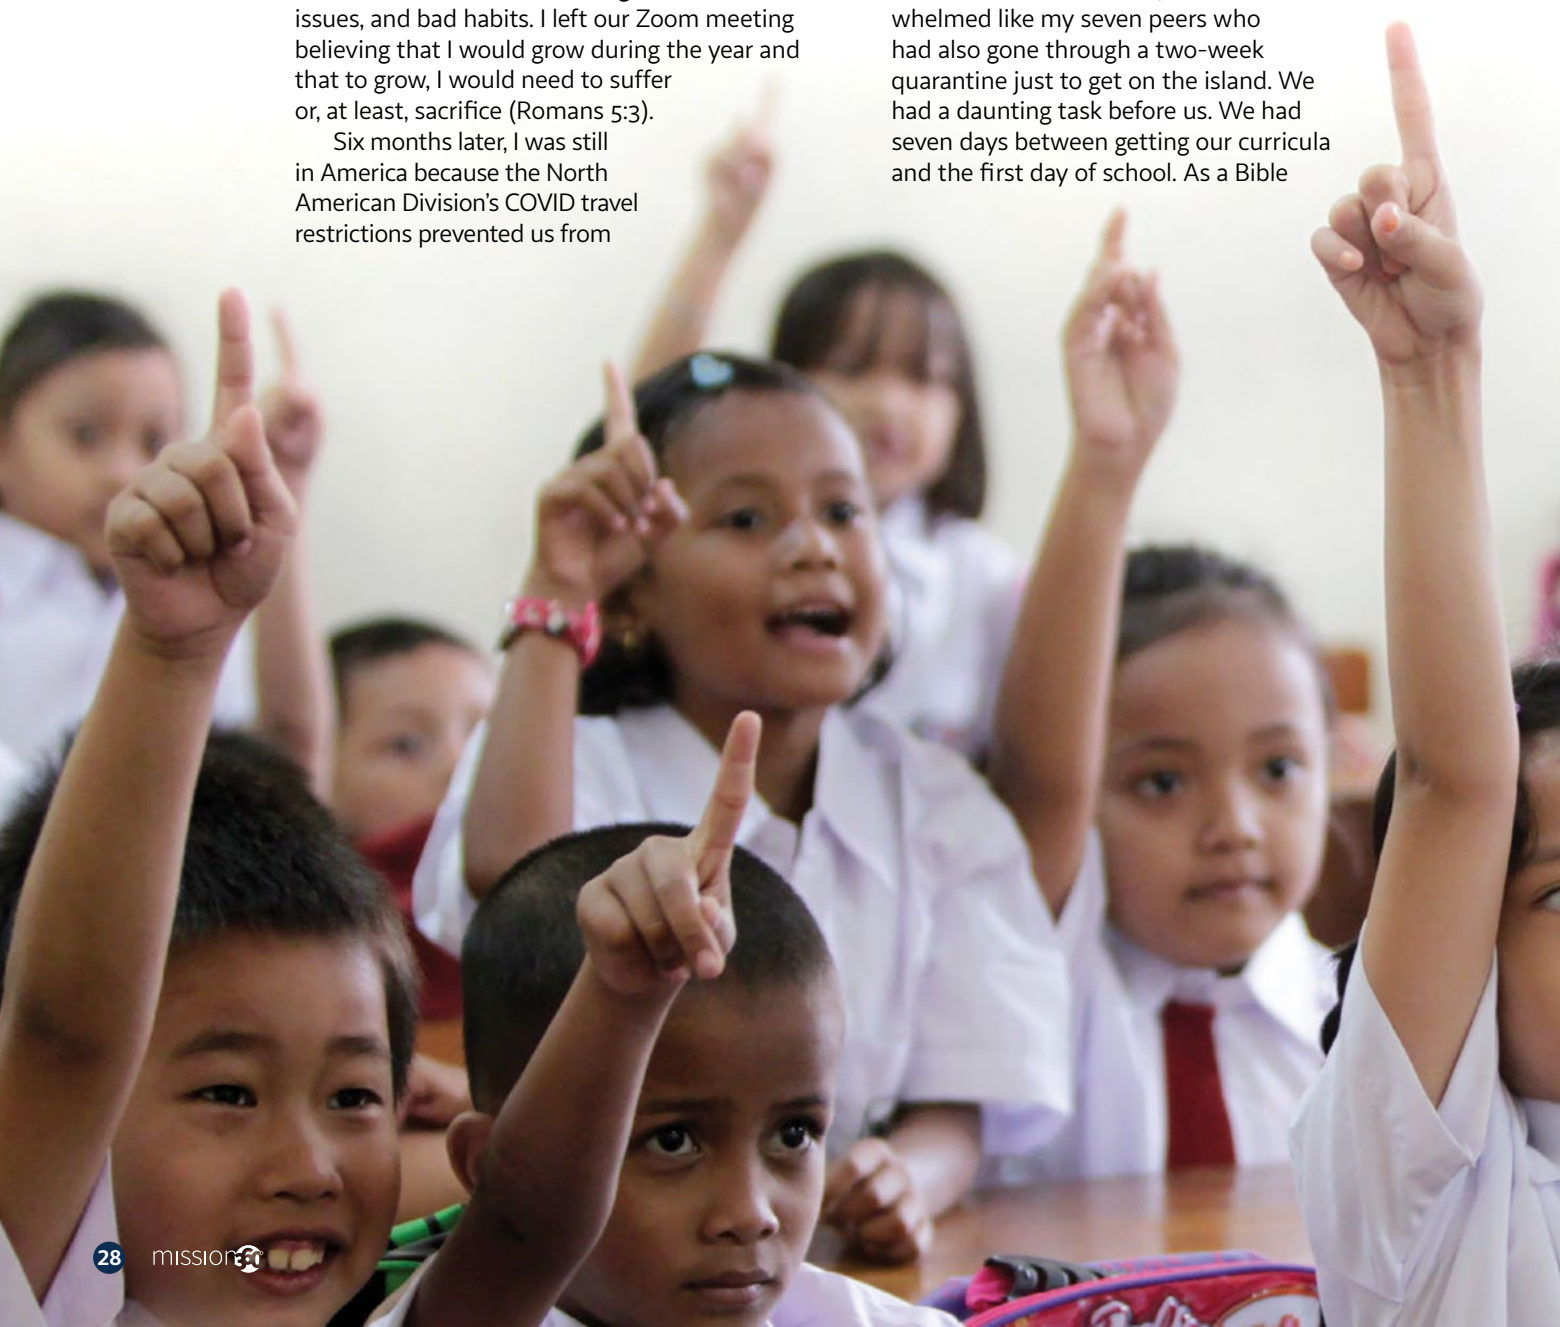 issues, and bad habits. I left our Zoom meeting
believing that I would grow during the year and
that to grow, I would need to suffer
or, at least, sacrifice (Romans 5:3).
Six months later, I was still
in America because the North
American Division’s COVID travel
restrictions prevented us from
whelmed like my seven peers who
had also gone through a two-week
quarantine just to get on the island. We
had a daunting task before us. We had
seven days between getting our curricula
and the first day of school. As a Bible
28
mission360°